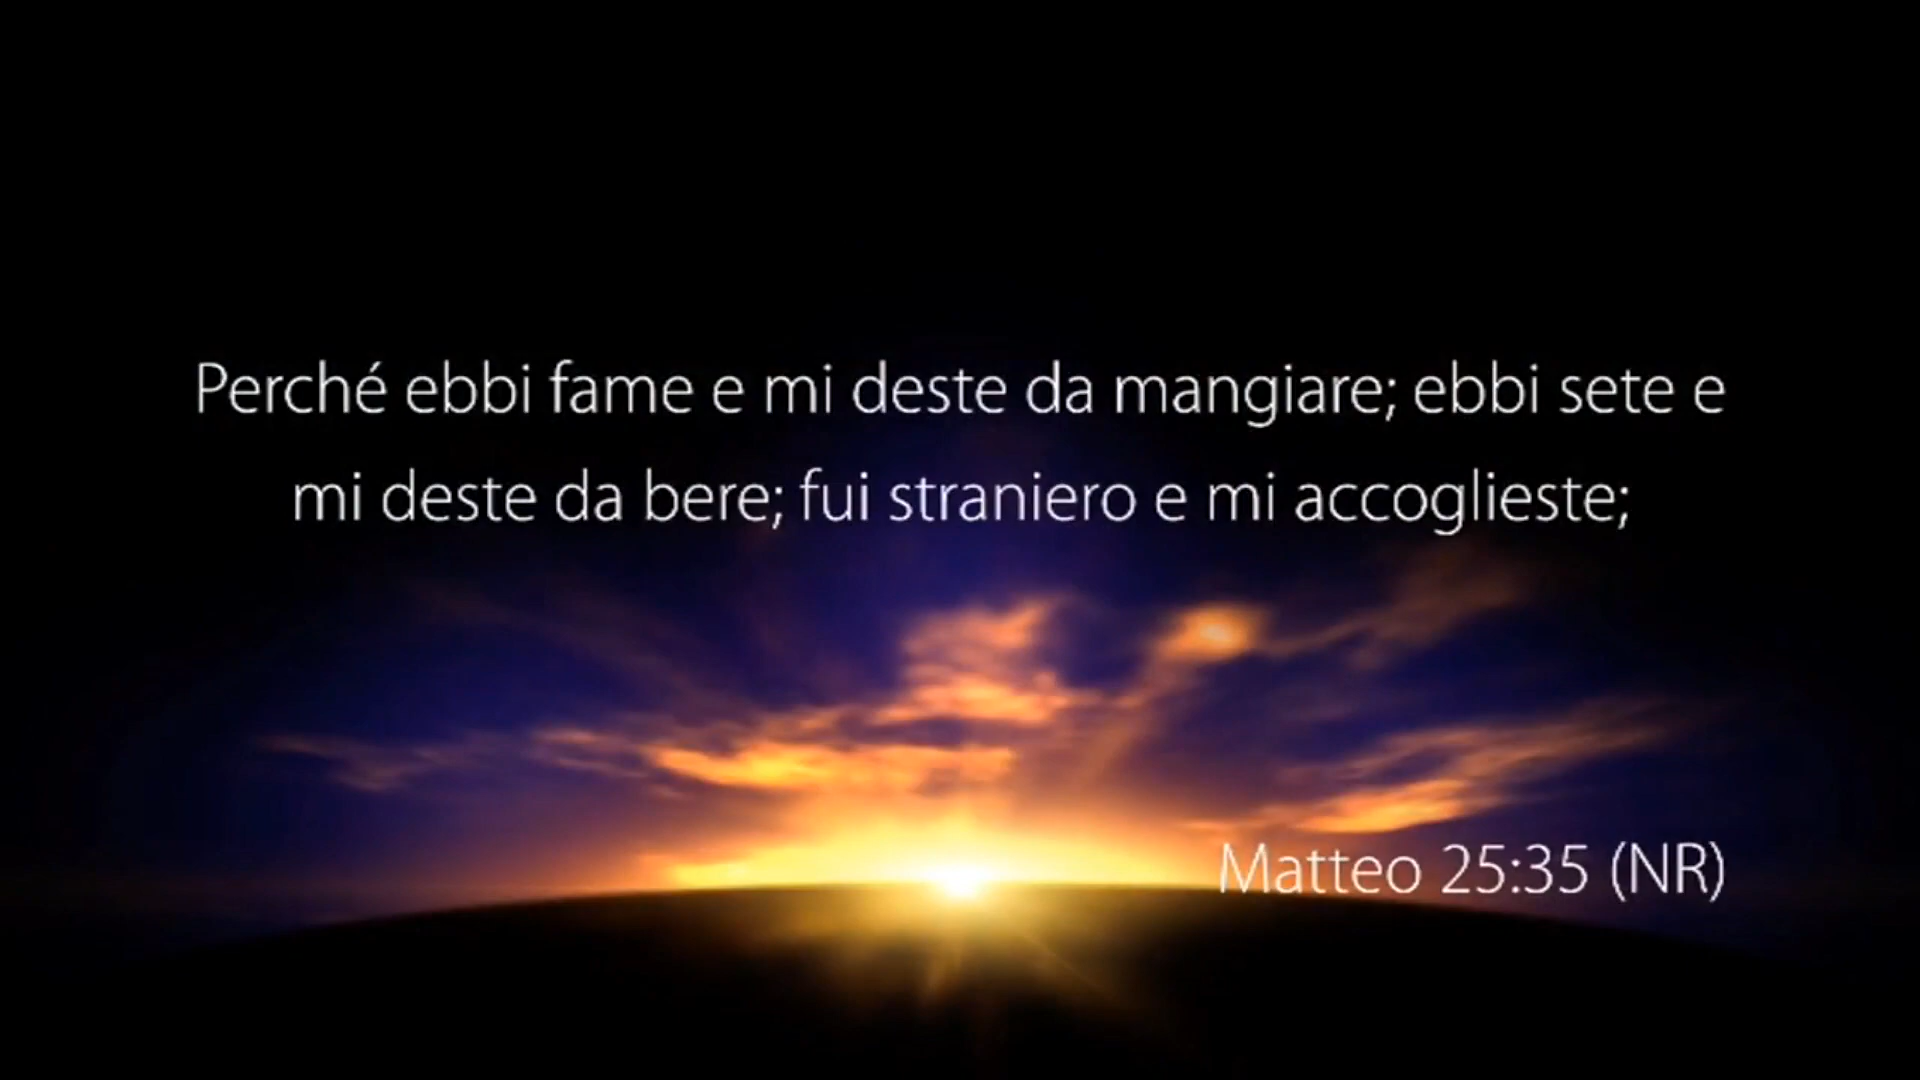 Perché ebbi fame e mi deste da mangiare; ebbi sete e
mi deste da bere; fui straniero e mi accoglieste;
Matteo 25:35 (NR)